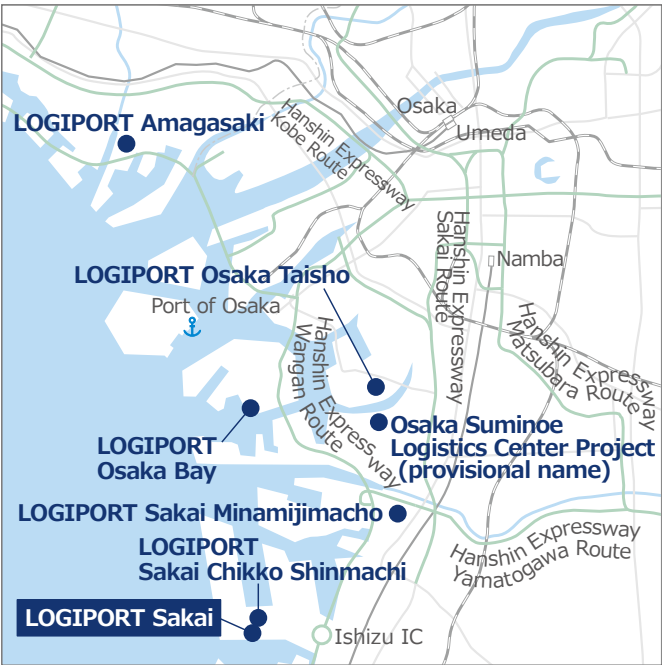 Osaka
Umeda
Hanshin Expressway
Kobe Route
LOGIPORT Amagasaki
Hanshin Expressway
Sakai Route
Namba
LOGIPORT Osaka Taisho
Port of Osaka
Hanshin Expressway
Wangan Route
Hanshin Expressway
Matsubara Route
LOGIPORT
Osaka Bay
Osaka Suminoe
Logistics Center Project
(provisional name)
LOGIPORT Sakai Minamijimacho
Hanshin Expressway
Yamatogawa Route
LOGIPORT
Sakai Chikko Shinmachi
LOGIPORT Sakai
Ishizu IC